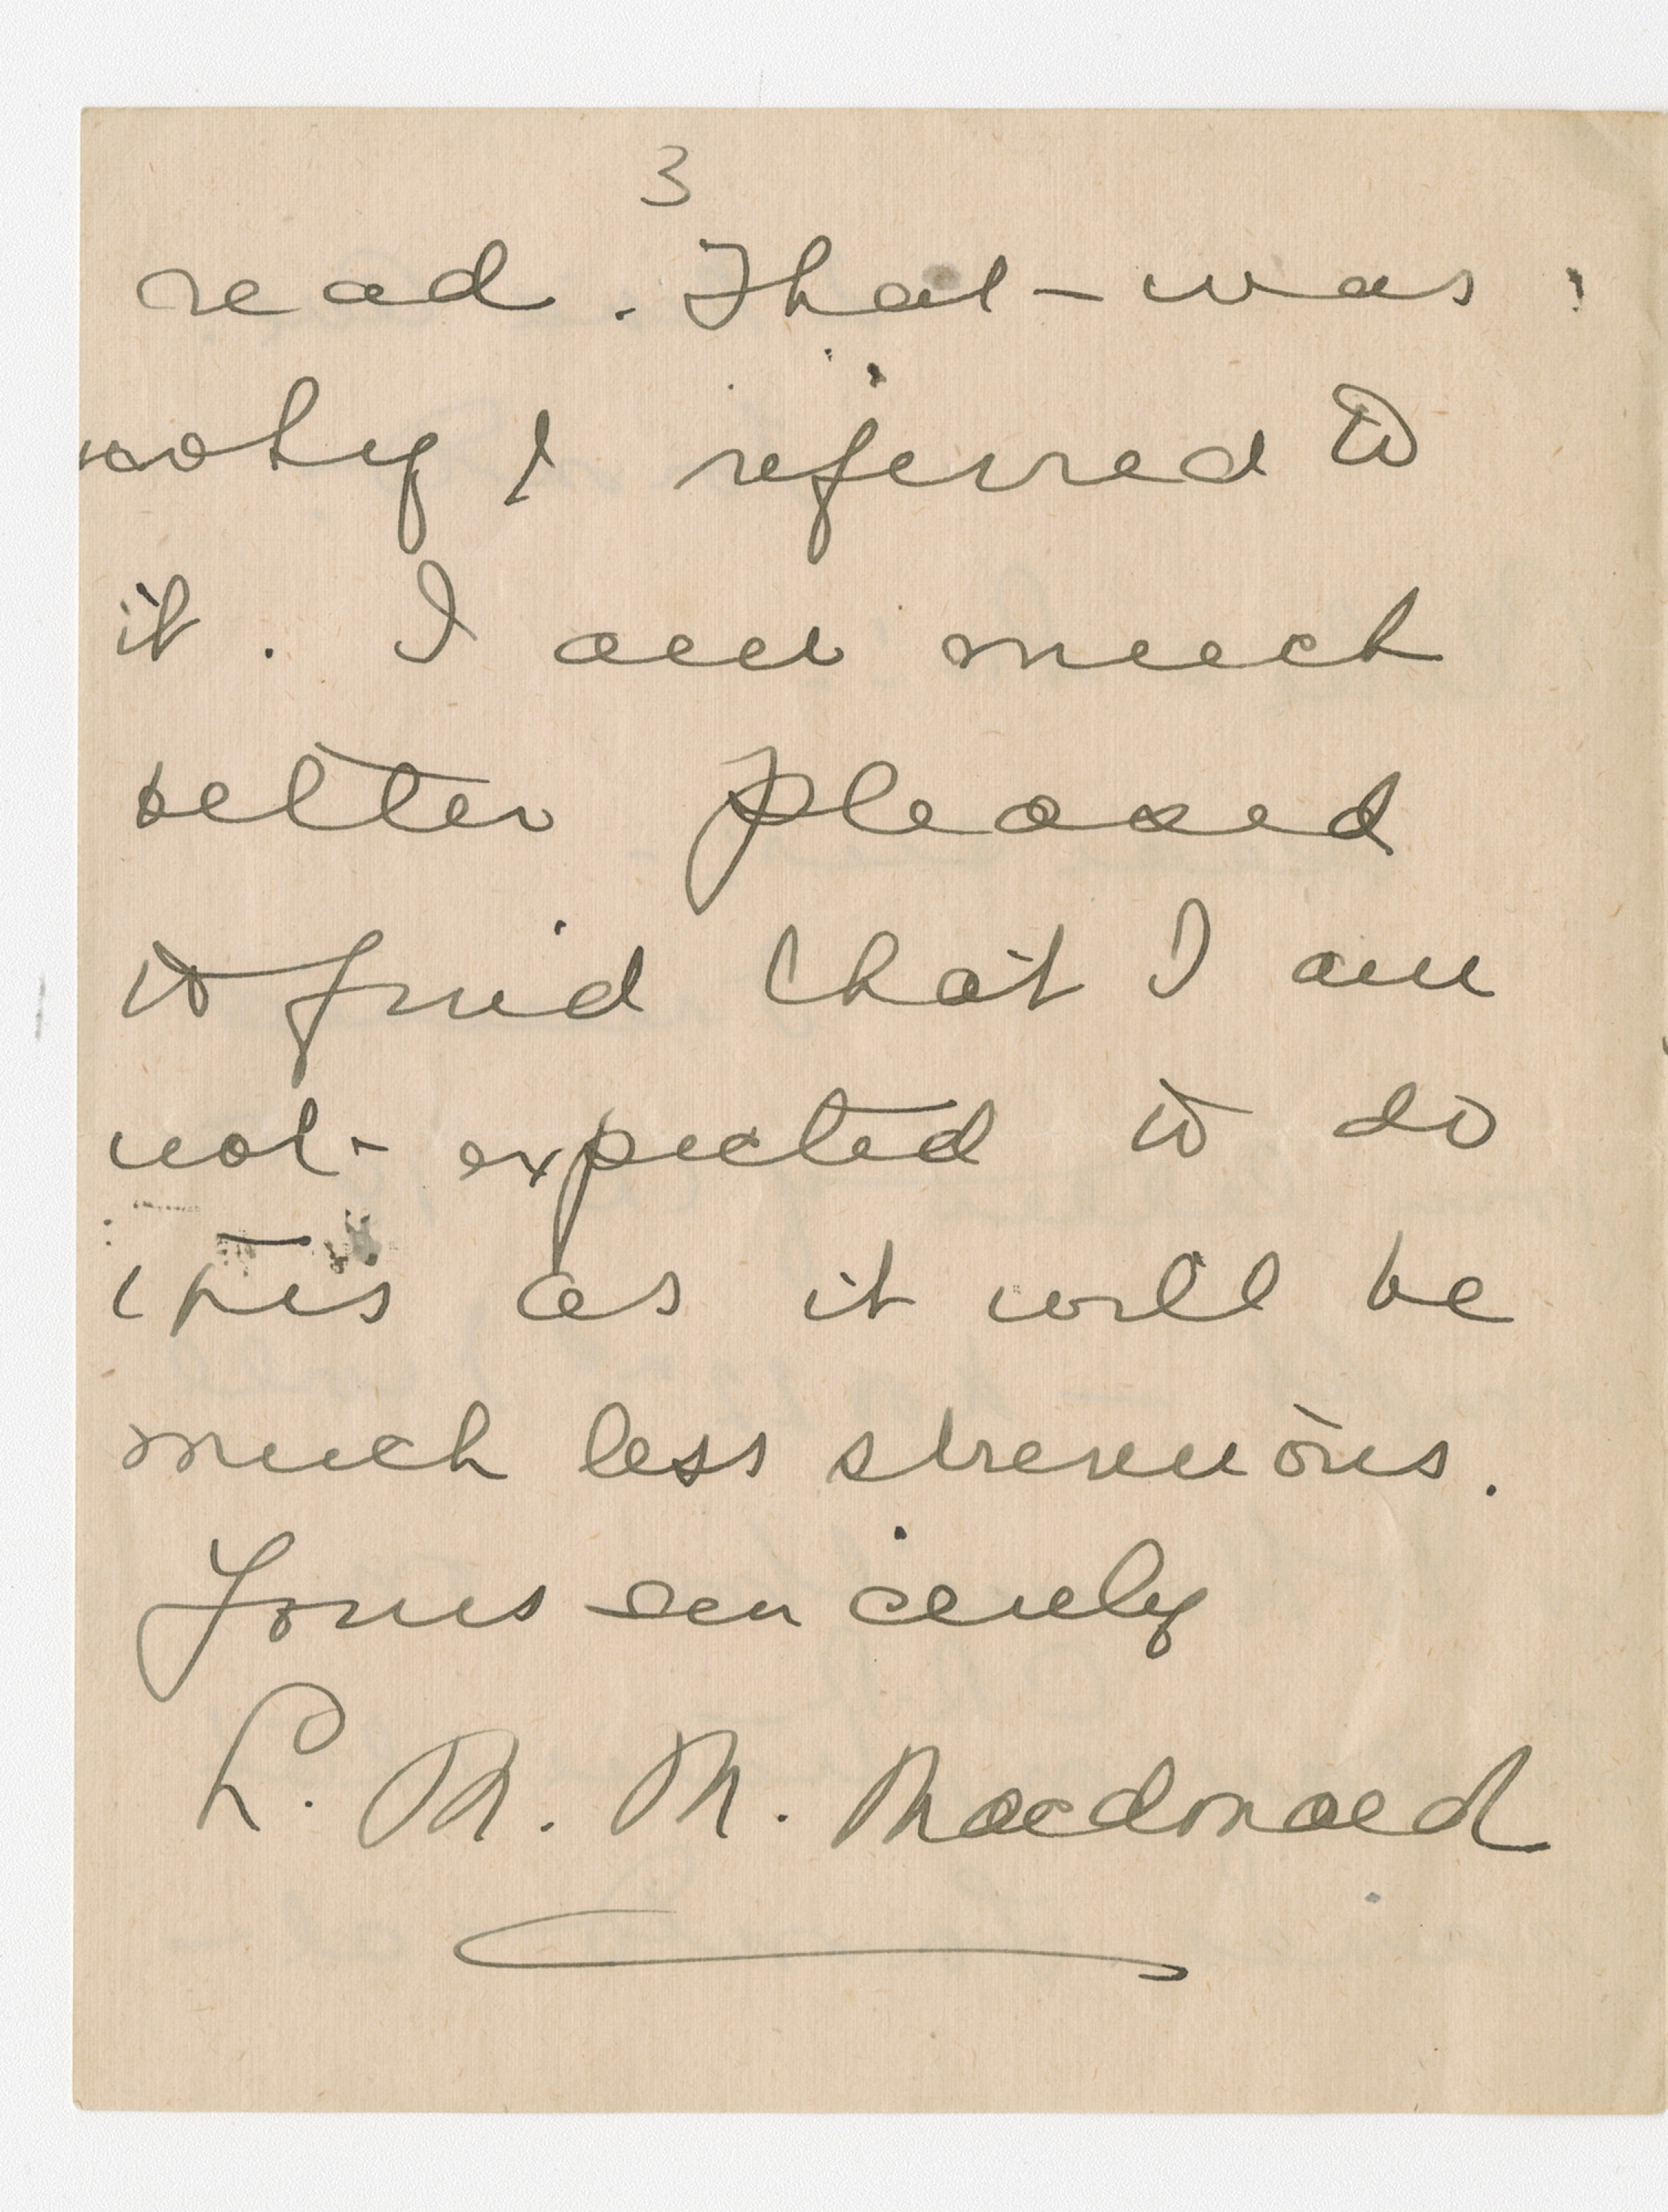 3
read. That was
why I referred to
it. I am much
better pleased
to find that I am
not expected to do
this as it will be
much less strenuous.
Yours sincerely
L. M. M. Macdonald